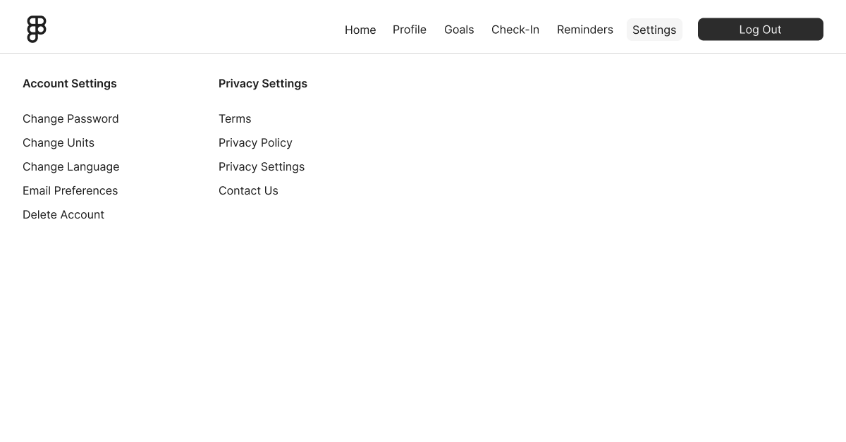 Home Profile Goals Check-In Reminders Settings Log Out
Account Settings
Change Password
Change Units
Change Language
Email Preferences
Delete Account
Privacy Settings
Terms
Privacy Policy
Privacy Settings
Contact Us